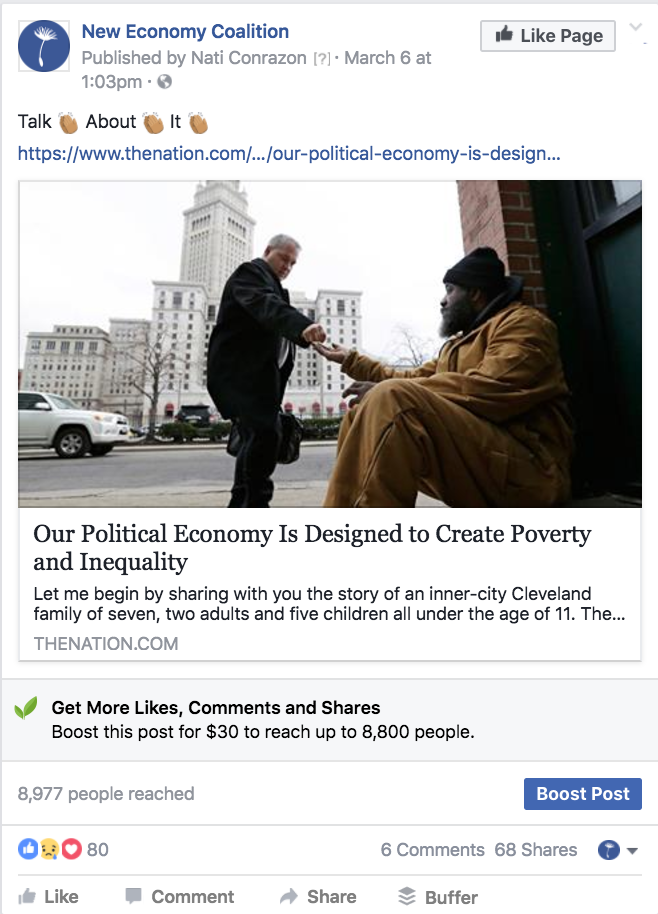 New Economy Coalition
Like Page
Published by Nati Conrazon [?] · March 6 at
1:03pm ·
Talk 👏🏽 About 👏🏽 It 👏🏽
https://www.thenation.com/.../our-political-economy-is-design...
Our Political Economy Is Designed to Create Poverty
and Inequality
Let me begin by sharing with you the story of an inner-city Cleveland
family of seven, two adults and five children all under the age of 11. The...
THENATION.COM
Get More Likes, Comments and Shares
Boost this post for $30 to reach up to 8,800 people.
8,977 people reached
Boost Post
80
6 Comments 68 Shares
Like Comment Share Buffer